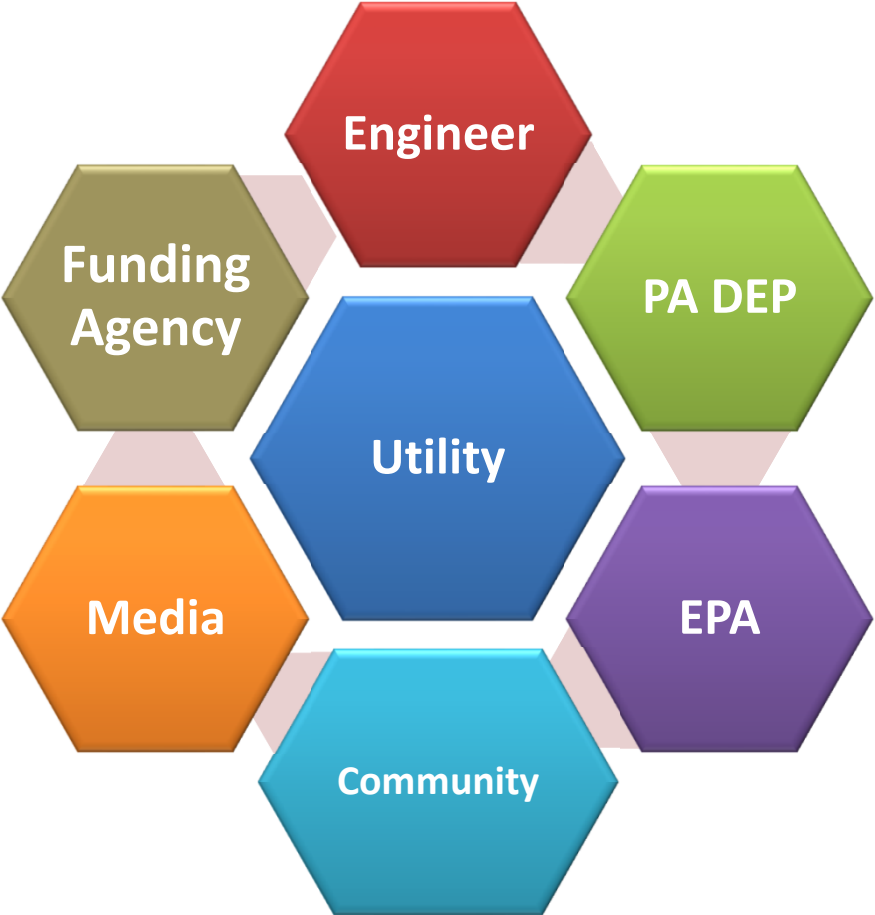 Engineer
Funding
Agency
PA DEP
Utility
Media
EPA
Community